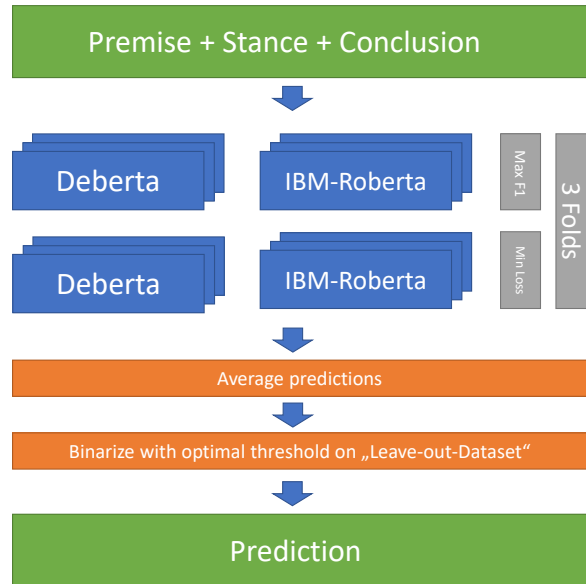 Premise + Stance + Conclusion
Deberta
IBM-Roberta
Max F1
3 Folds
Deberta
IBM-Roberta
Min Loss
Average predictions
Binarize with optimal threshold on „Leave-out-Dataset“
Prediction